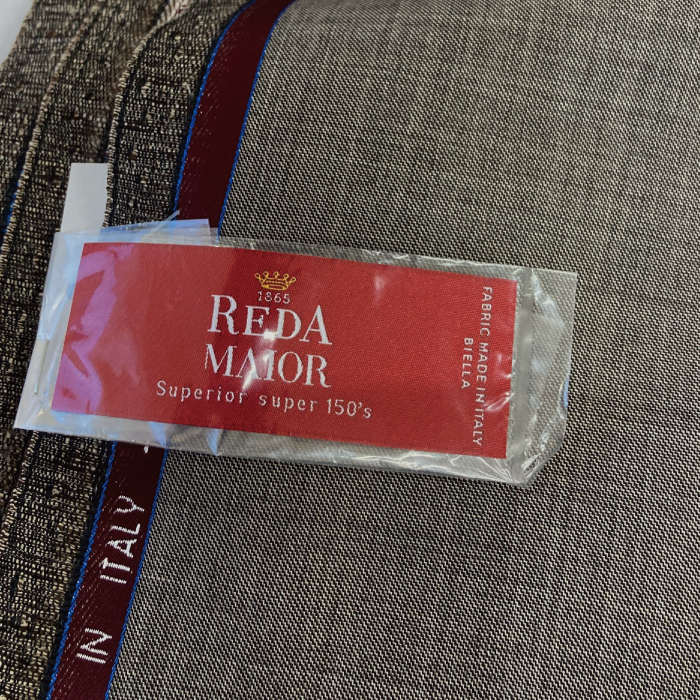 1865
REDA
MAIOR
Superior super 150's
FABRIC MADE IN ITALY
BIELLA
IN ITALY